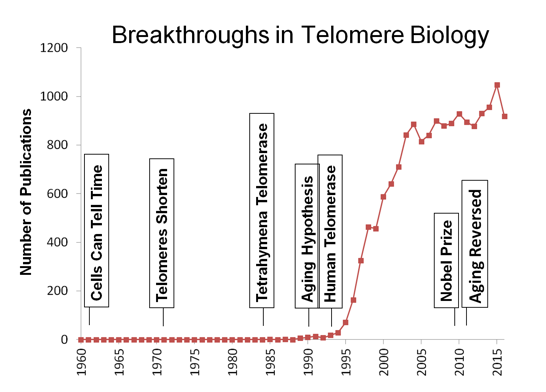 Breakthroughs in Telomere Biology
Number of Publications
1200
1000
800
600
400
200
0
Cells Can Tell Time
Telomeres Shorten
Tetrahymena Telomerase
Aging Hypothesis
Human Telomerase
Nobel Prize
Aging Reversed
1960
1965
1970
1975
1980
1985
1990
1995
2000
2005
2010
2015